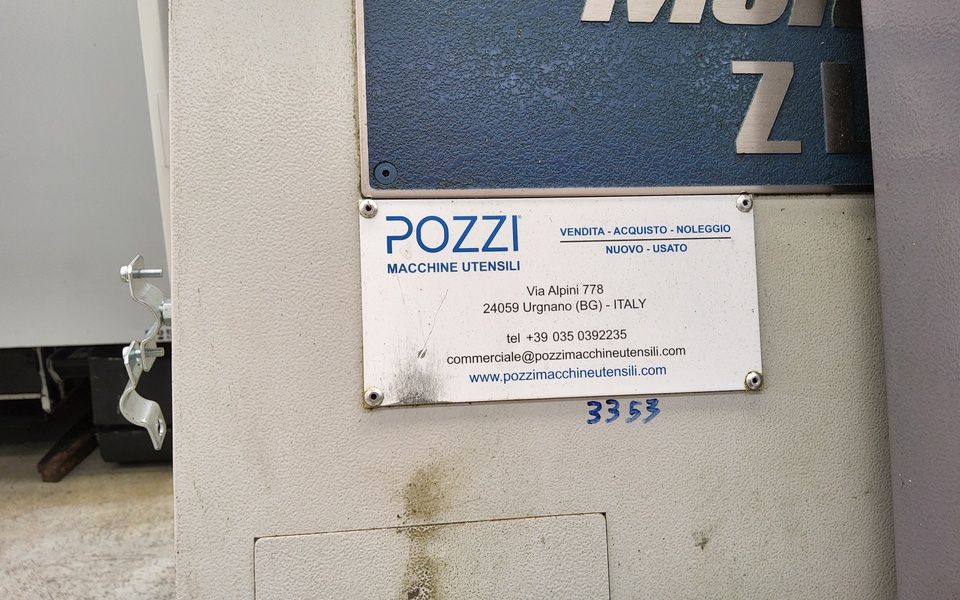 Z
POZZI
MACCHINE UTENSILI
VENDITA - ACQUISTO - NOLEGGIO
NUOVO - USATO
Via Alpini 778
24059 Urgnano (BG) - ITALY
tel +39 035 0392235
commerciale@pozzimacchineutensili.com
www.pozzimacchineutensili.com
3353